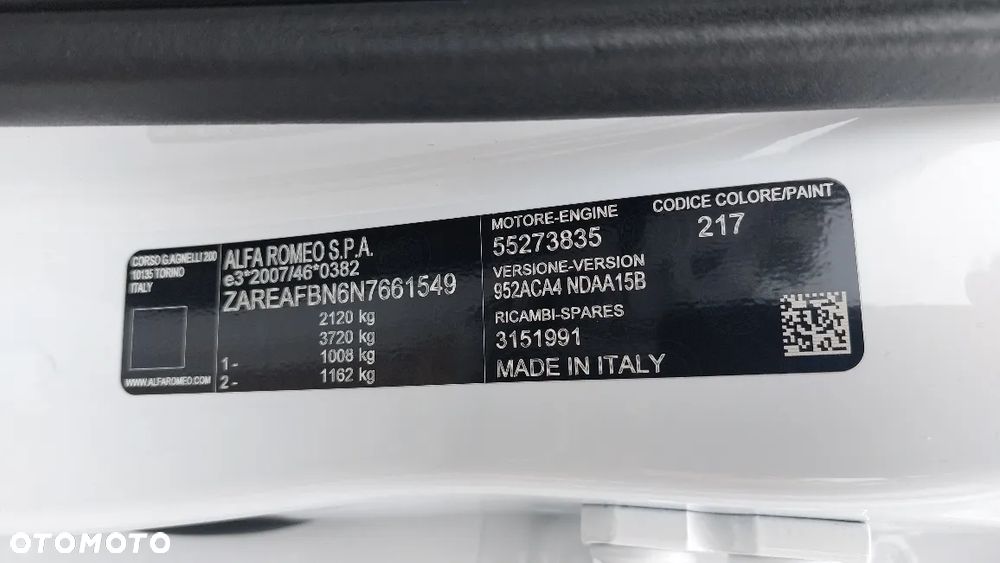 CORSO G.AGNELLI 200
10135 TORINO
ITALY
WWW.ALFAROMEO.COM
ALFA ROMEO S.P.A.
e3*2007/46*0382
ZAREAFBN6N7661549
2120 kg
3720 kg
1- 1008 kg
2- 1162 kg
MOTORE-ENGINE
55273835
VERSIONE-VERSION
952ACA4 NDAA15B
RICAMBI-SPARES
3151991
MADE IN ITALY
CODICE COLORE/PAINT
217
OTOMOTO